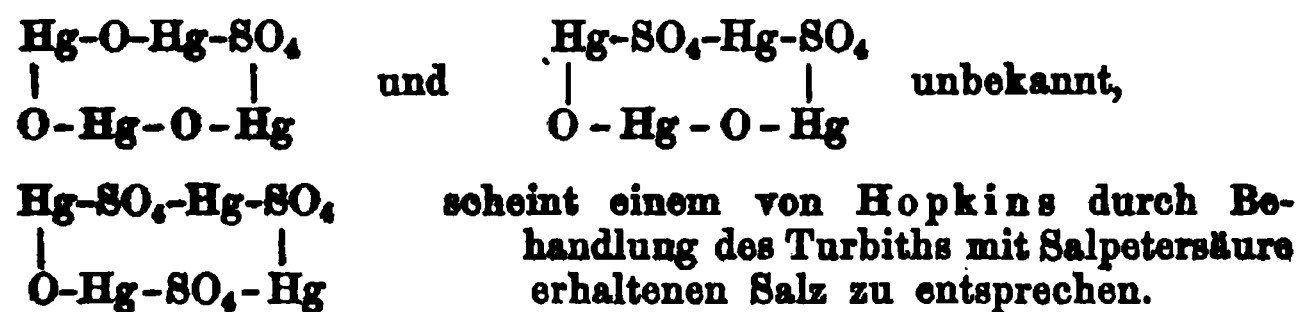 Hg-O-Hg-SO₄ Hg-SO₄-Hg-SO₄
| | und | | unbekannt,
O-Hg-O-Hg O-Hg-O-Hg
Hg-SO₄-Hg-SO₄ scheint einem von Hopkins durch Be-
| | handlung des Turbiths mit Salpetersäure
O-Hg-SO₄-Hg erhaltenen Salz zu entsprechen.